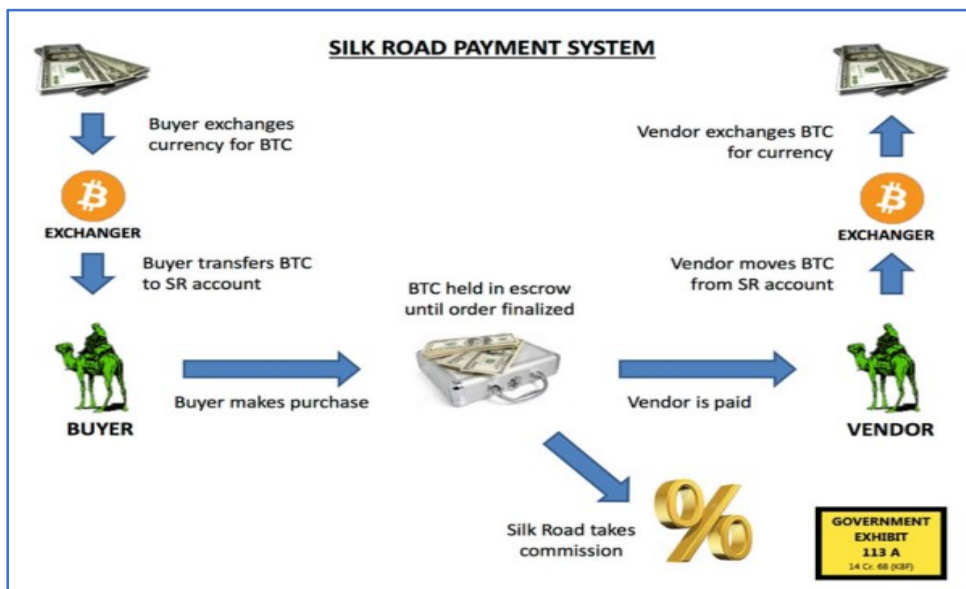 SILK ROAD PAYMENT SYSTEM
Buyer exchanges
currency for BTC
EXCHANGER
Buyer transfers BTC
to SR account
BUYER
Buyer makes purchase
BTC held in escrow
until order finalized
Vendor is paid
Silk Road takes
commission
%
Vendor exchanges BTC
for currency
EXCHANGER
Vendor moves BTC
from SR account
VENDOR
GOVERNMENT
EXHIBIT
113 A
14 Cr. 68 (KBF)